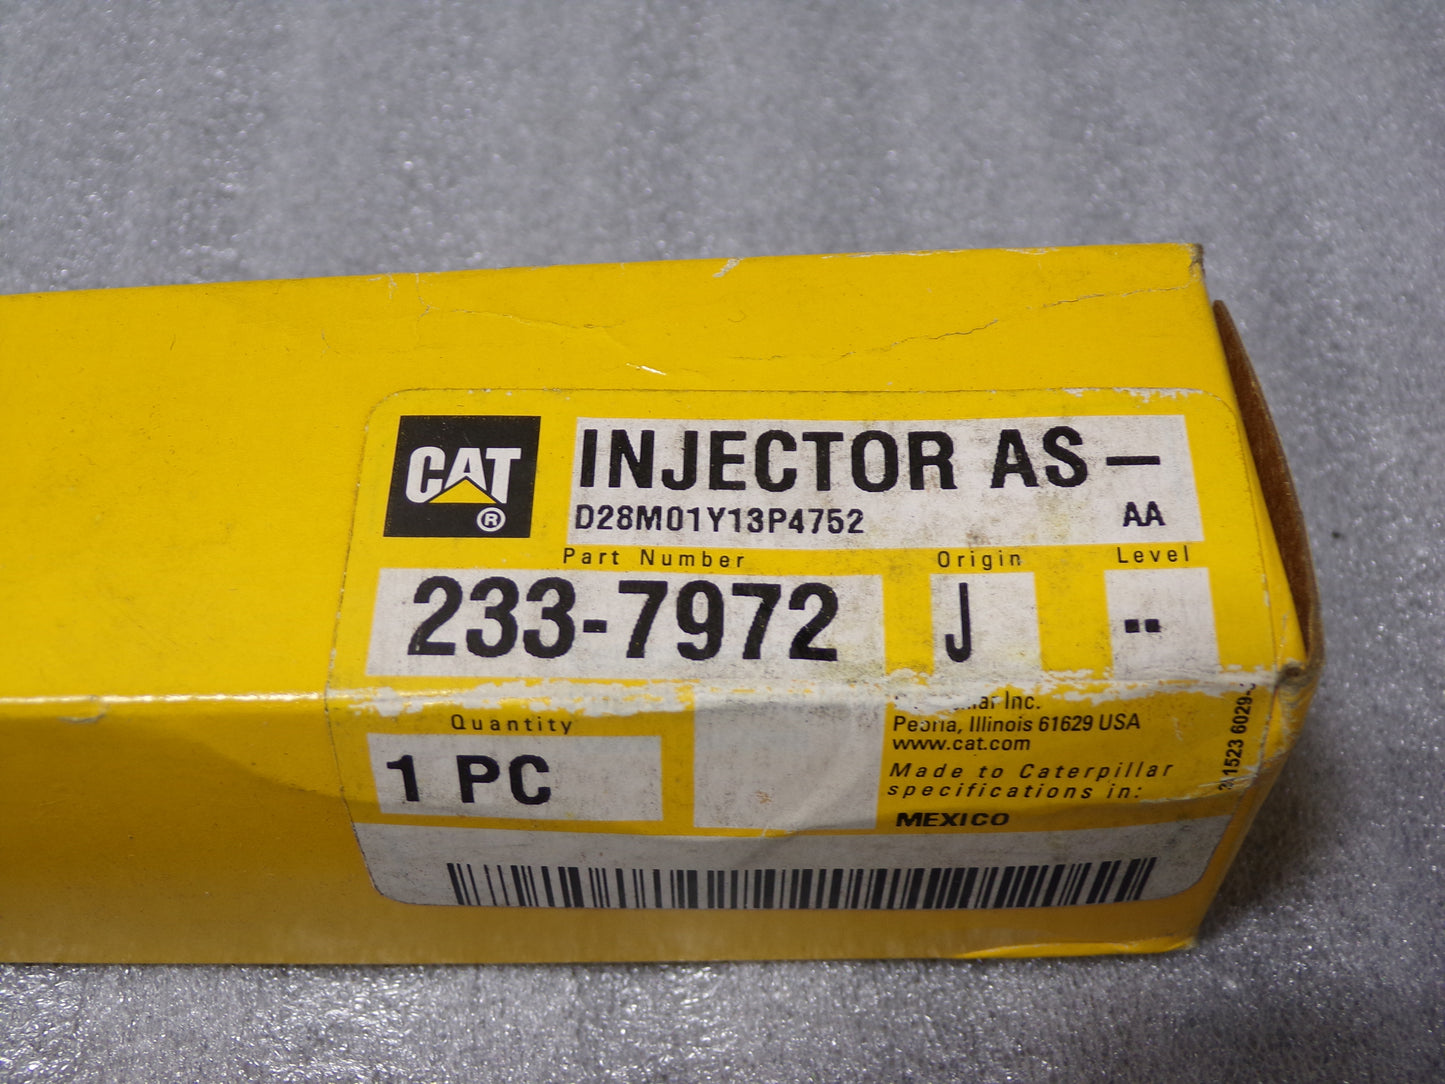 CAT
®
INJECTOR AS –
D28M01Y13P4752 AA
Part Number Origin Level
233-7972 J --
Quantity
1 PC
Inc.
Peoria, Illinois 61629 USA
www.cat.com
Made to Caterpillar
specifications in:
MEXICO